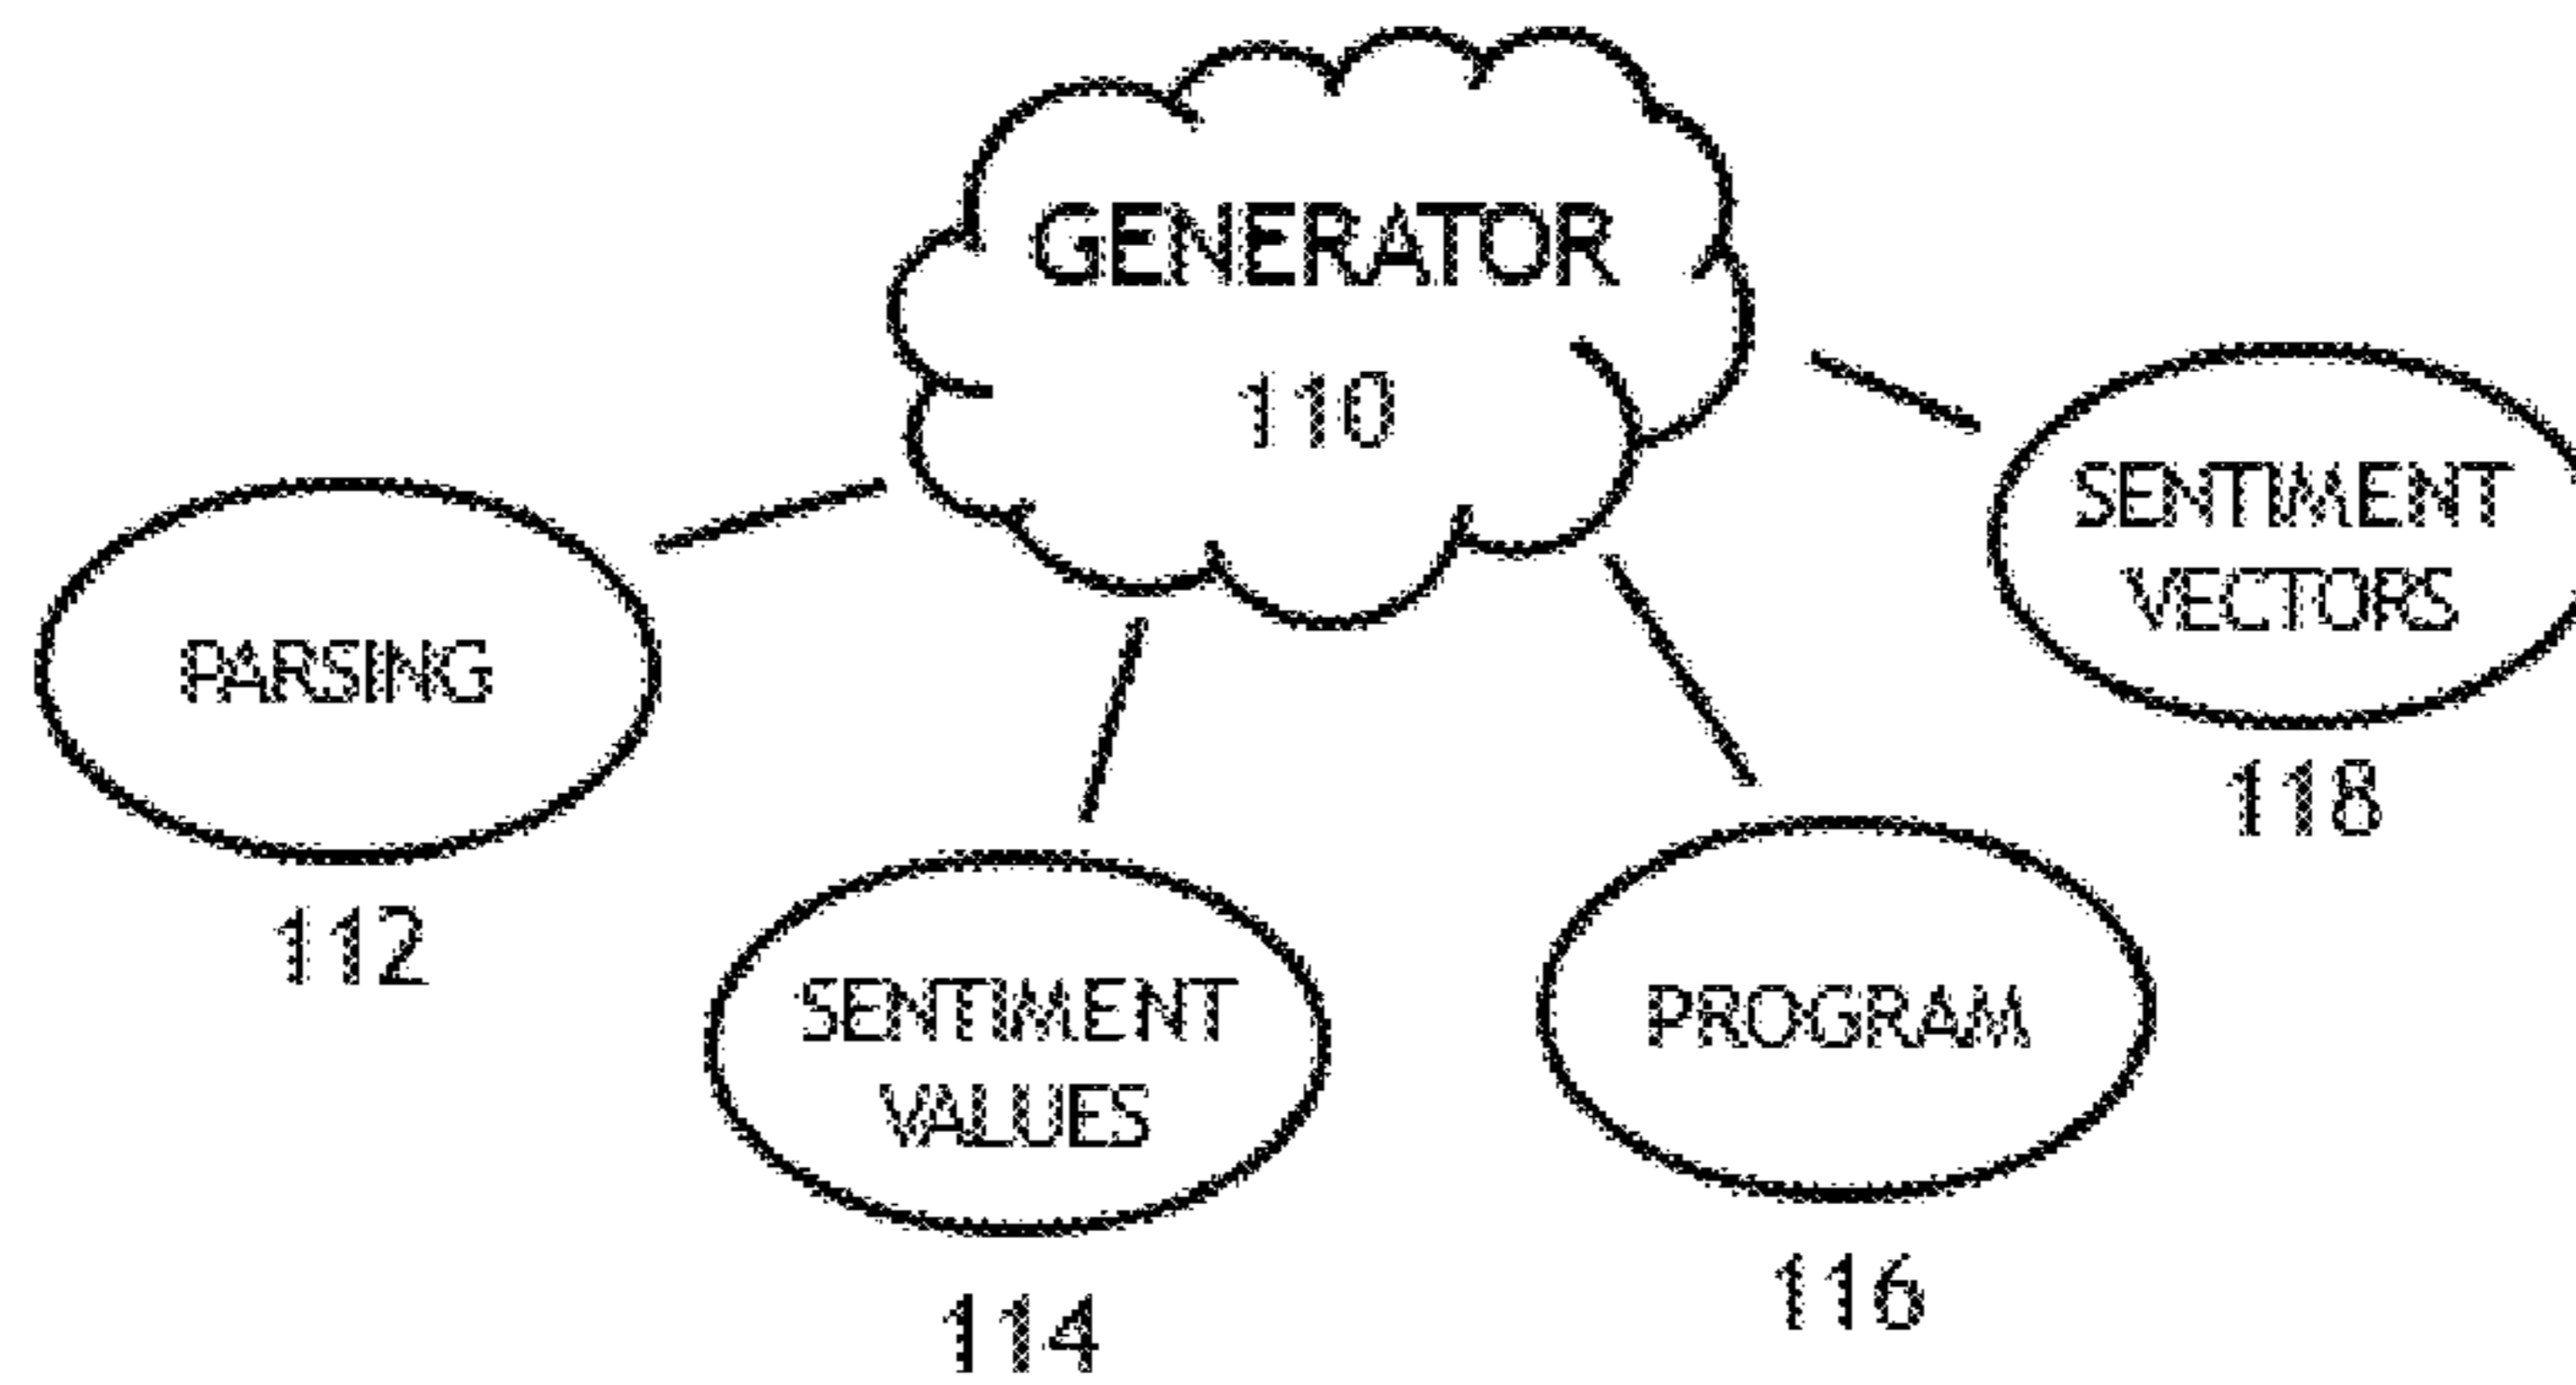 GENERATOR
110
SENTIMENT
VECTORS
118
PARSING
112
SENTIMENT
VALUES
114
PROGRAM
116